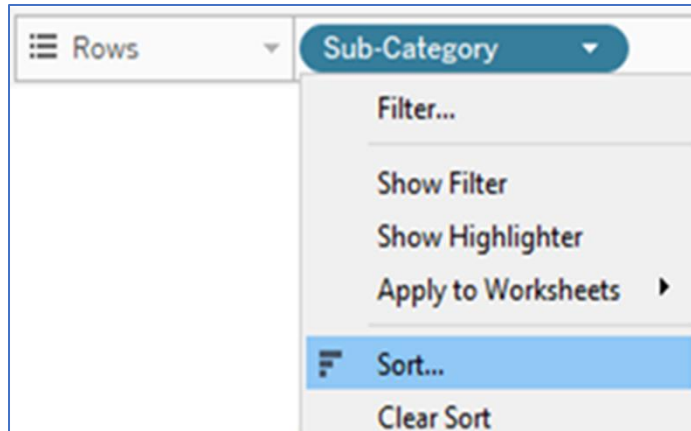 Rows
Sub-Category
Filter...
Show Filter
Show Highlighter
Apply to Worksheets
Sort...
Clear Sort